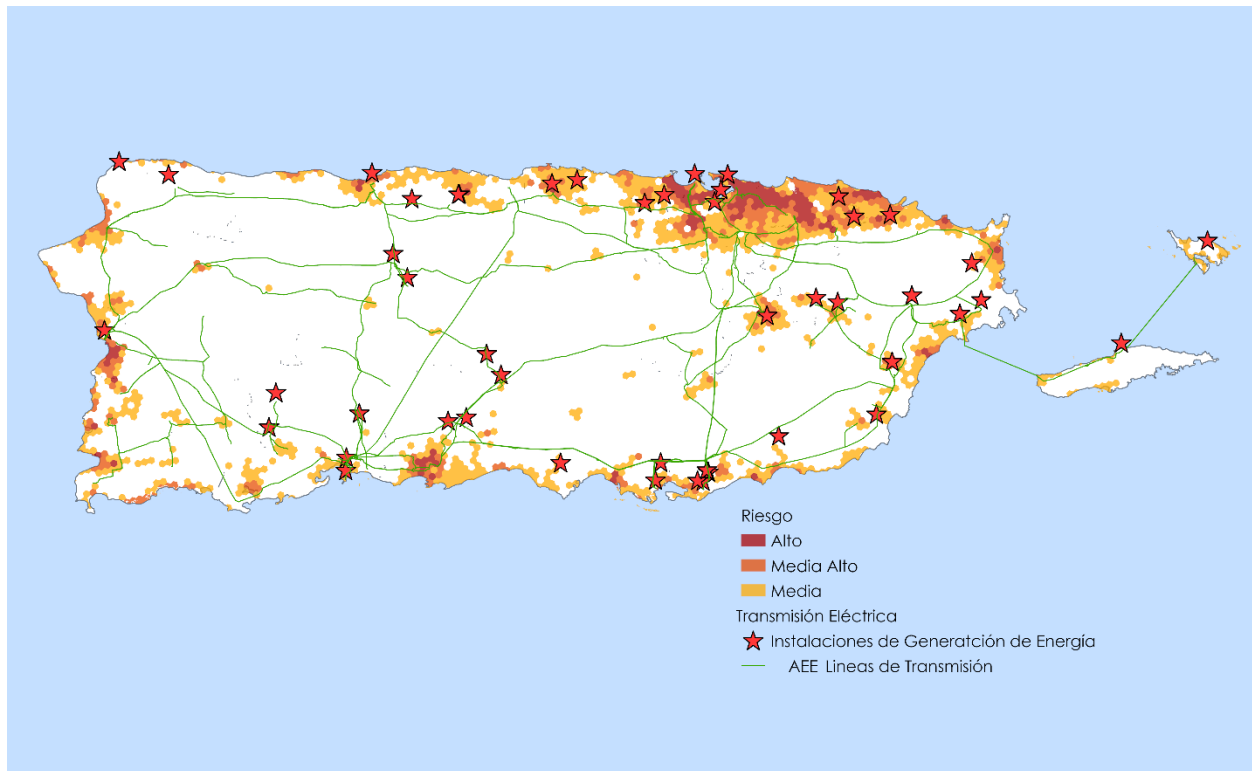 Riesgo
Alto
Media Alto
Media
Transmisión Eléctrica
Instalaciones de Generatción de Energía
AEE Lineas de Transmisión